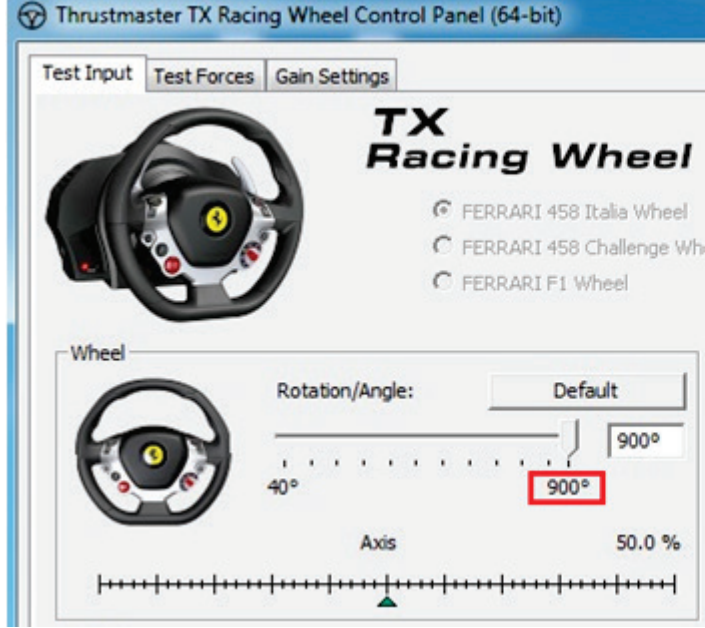 Thrustmaster TX Racing Wheel Control Panel (64-bit)
Test Input Test Forces Gain Settings
TX
Racing Wheel
FERRARI 458 Italia Wheel
FERRARI 458 Challenge
FERRARI F1 Wheel
Wheel
Rotation/Angle: Default
900°
40° 900°
Axis 50.0 %